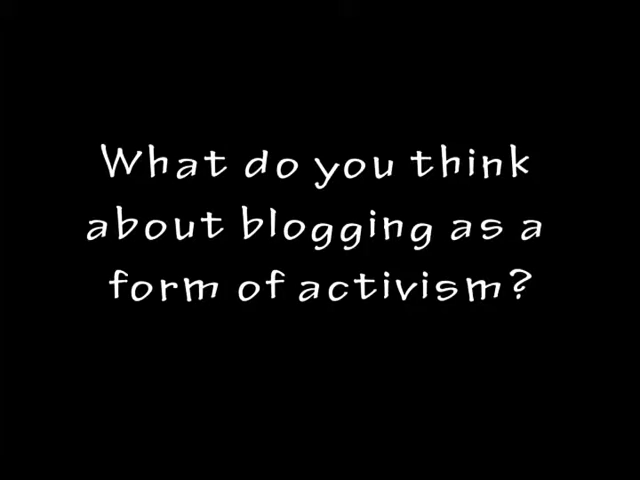 What do you think
about blogging as a
form of activism?